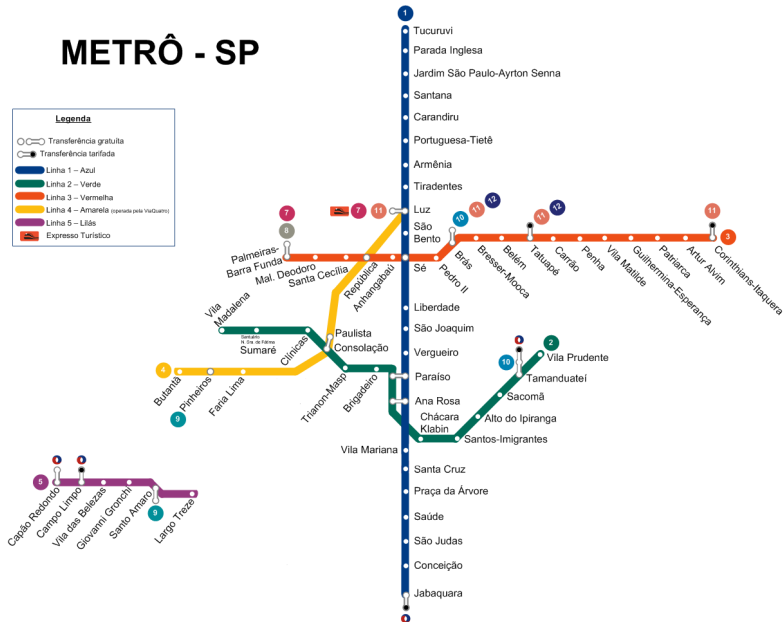 METRÔ - SP
1
Tucuruvi
Parada Inglesa
Jardim São Paulo-Ayrton Senna
Santana
Carandiru
Portuguesa-Tietê
Armênia
Tiradentes
Luz
São
Bento
Sé
Liberdade
São Joaquim
Vergueiro
Paraíso
Ana Rosa
Vila Mariana
Santa Cruz
Praça da Árvore
Saúde
São Judas
Conceição
Jabaquara
Legenda
Transferência gratuíta
Transferência tarifada
Linha 1 – Azul
Linha 2 – Verde
Linha 3 – Vermelha
Linha 4 – Amarela (operada pela ViaQuatro)
Linha 5 – Lilás
Expresso Turístico
7
8
7
11
10
11
12
11
12
11
3
Palmeiras-
Barra Funda
Mal. Deodoro
Santa Cecília
República
Anhangabaú
Pedro II
Brás
Bresser-Mooca
Belém
Tatuapé
Carrão
Penha
Vila Matilde
Guilhermina-Esperança
Patriarca
Artur Alvim
Corinthians-Itaquera
Vila
Madalena
Santuário
N. Sra. de Fátima
Sumaré
Clínicas
Paulista
Consolação
Trianon-Masp
Brigadeiro
Chácara
Klabin
Santos-Imigrantes
Alto do Ipiranga
Sacomã
Tamanduateí
Vila Prudente
2
10
4
Butantã
Pinheiros
Faria Lima
9
5
Capão Redondo
Campo Limpo
Vila das Belezas
Giovanni Gronchi
Santo Amaro
Largo Treze
9